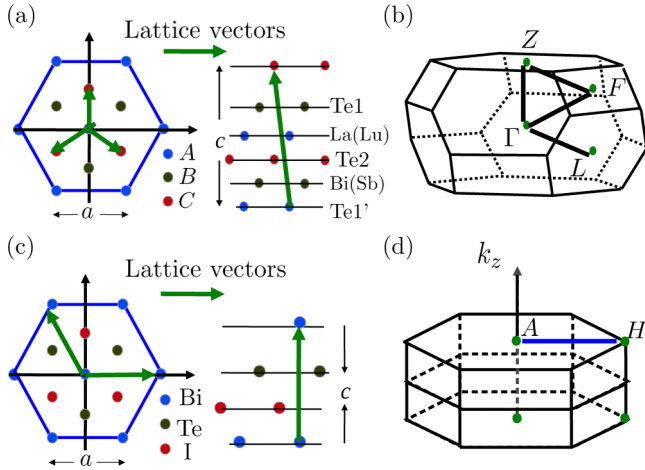 (a)
Lattice vectors
A
B
C
a
c
Te1
La(Lu)
Te2
Bi(Sb)
Te1’
(b)
Z
F
Γ
L
(c)
Lattice vectors
Bi
Te
I
a
c
(d)
k_z
A
H